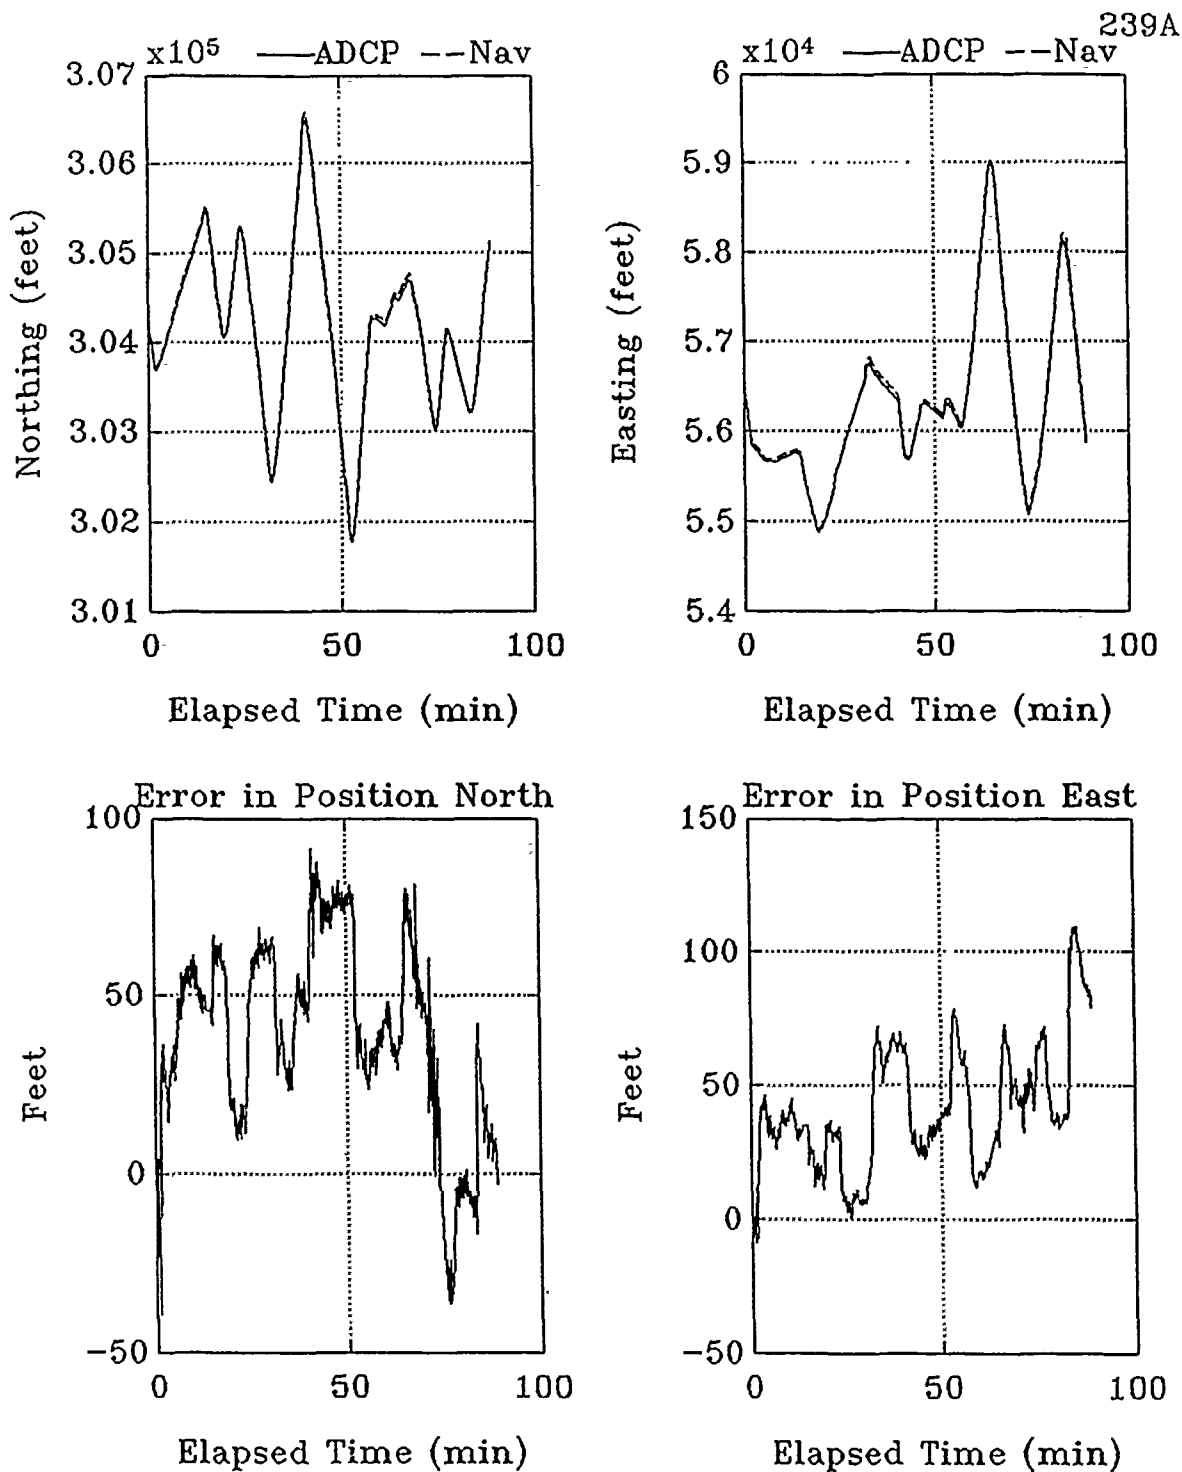 239A
x10⁵ ——ADCP −−Nav
3.07
3.06
3.05
3.04
3.03
3.02
3.01
Northing (feet)
0 50 100
Elapsed Time (min)
x10⁴ ——ADCP −−Nav
6
5.9
5.8
5.7
5.6
5.5
5.4
Easting (feet)
0 50 100
Elapsed Time (min)
Error in Position North
100
50
0
−50
Feet
0 50 100
Elapsed Time (min)
Error in Position East
150
100
50
0
−50
Feet
0 50 100
Elapsed Time (min)